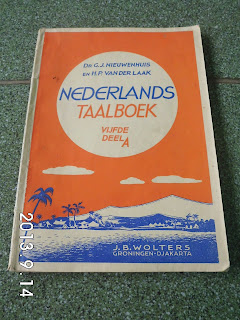 DR G.J. NIEUWENHUIS
EN H.P. VAN DER LAAK
NEDERLANDS
TAALBOEK
VIJFDE
DEEL A
J.B. WOLTERS
GRONINGEN-DJAKARTA
2013.9.14